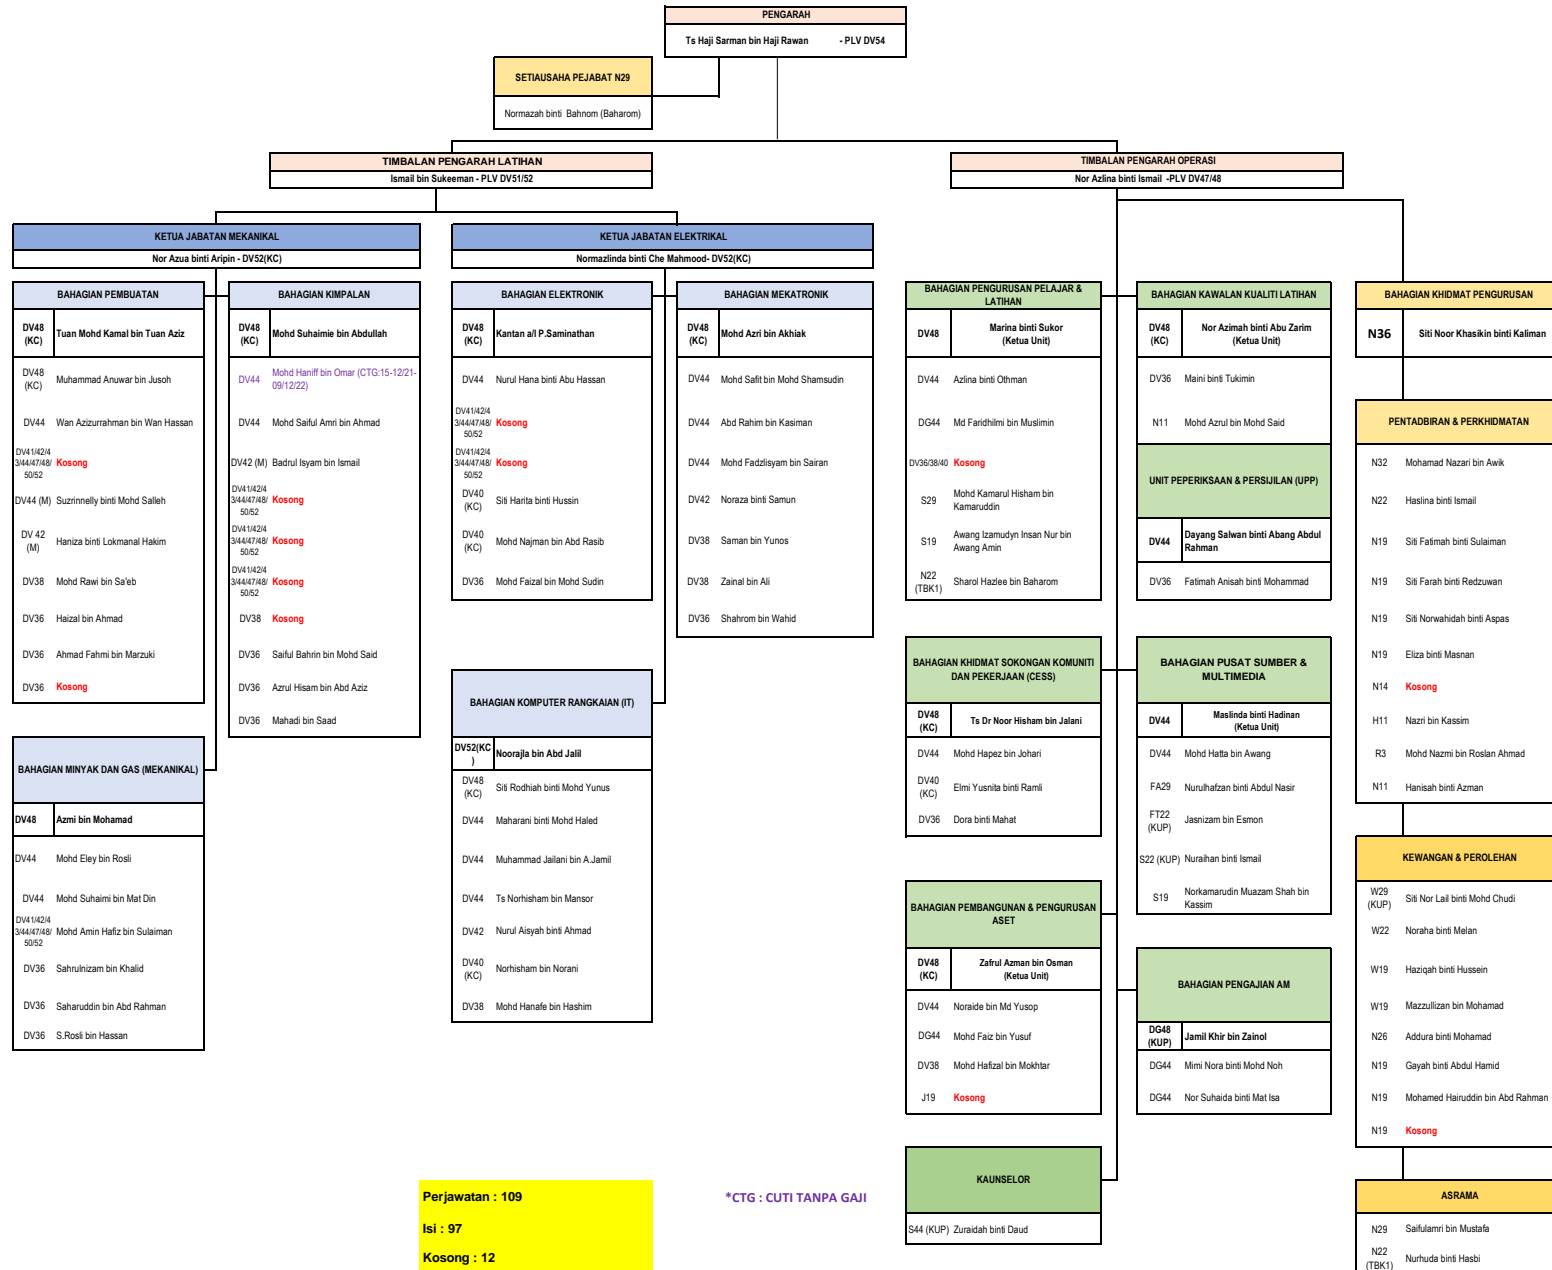 PENGARAH
Ts Haji Sarman bin Haji Rawan - PLV DV54
SETIAUSAHA PEJABAT N29
Normazah binti Bahnom (Baharom)
TIMBALAN PENGARAH LATIHAN
Ismail bin Sukeeman - PLV DV51/52
TIMBALAN PENGARAH OPERASI
Nor Azlina binti Ismail -PLV DV47/48
KETUA JABATAN MEKANIKAL
Nor Azua binti Aripin - DV52(KC)
KETUA JABATAN ELEKTRIKAL
Normazlinda binti Che Mahmood- DV52(KC)
BAHAGIAN PEMBUATAN
DV48
(KC)
Tuan Mohd Kamal bin Tuan Aziz
DV48
(KC)
Muhammad Anuwar bin Jusoh
DV44 Wan Azizurrahman bin Wan Hassan
DV41/42/4
3/44/47/48/
50/52
Kosong
DV44 (M) Suzrinnelly binti Mohd Salleh
DV 42
(M)
Haniza binti Lokmanal Hakim
DV38 Mohd Rawi bin Sa'eb
DV36 Haizal bin Ahmad
DV36 Ahmad Fahmi bin Marzuki
DV36 Kosong
BAHAGIAN KIMPALAN
DV48
(KC)
Mohd Suhaimie bin Abdullah
DV44
Mohd Haniff bin Omar (CTG:15-12/21-
09/12/22)
DV44 Mohd Saiful Amri bin Ahmad
DV42 (M) Badrul Isyam bin Ismail
DV41/42/4
3/44/47/48/
50/52
Kosong
DV41/42/4
3/44/47/48/
50/52
Kosong
DV41/42/4
3/44/47/48/
50/52
Kosong
DV38 Kosong
DV36 Saiful Bahrin bin Mohd Said
DV36 Azrul Hisam bin Abd Aziz
DV36 Mahadi bin Saad
BAHAGIAN MINYAK DAN GAS (MEKANIKAL)
DV48 Azmi bin Mohamad
DV44 Mohd Eley bin Rosli
DV44 Mohd Suhaimi bin Mat Din
DV41/42/4
3/44/47/48/
50/52
Mohd Amin Hafiz bin Sulaiman
DV36 Sahrulnizam bin Khalid
DV36 Saharuddin bin Abd Rahman
DV36 S.Rosli bin Hassan
BAHAGIAN ELEKTRONIK
DV48
(KC)
Kantan a/l P.Saminathan
DV44 Nurul Hana binti Abu Hassan
DV41/42/4
3/44/47/48/
50/52
Kosong
DV41/42/4
3/44/47/48/
50/52
Kosong
DV40
(KC)
Siti Harita binti Hussin
DV40
(KC)
Mohd Najman bin Abd Rasib
DV36 Mohd Faizal bin Mohd Sudin
BAHAGIAN MEKATRONIK
DV48
(KC)
Mohd Azri bin Akhiak
DV44 Mohd Safit bin Mohd Shamsudin
DV44 Abd Rahim bin Kasiman
DV44 Mohd Fadzlisyam bin Sairan
DV42 Noraza binti Samun
DV38 Saman bin Yunos
DV38 Zainal bin Ali
DV36 Shahrom bin Wahid
BAHAGIAN KOMPUTER RANGKAIAN (IT)
DV52(KC
)
Noorajla bin Abd Jalil
DV48
(KC)
Siti Rodhiah binti Mohd Yunus
DV44 Maharani binti Mohd Haled
DV44 Muhammad Jailani bin A.Jamil
DV44 Ts Norhisham bin Mansor
DV42 Nurul Aisyah binti Ahmad
DV40
(KC)
Norhisham bin Norani
DV38 Mohd Hanafe bin Hashim
BAHAGIAN PENGURUSAN PELAJAR &
LATIHAN
DV48
Marina binti Sukor
(Ketua Unit)
DV44 Azlina binti Othman
DG44 Md Faridhilmi bin Muslimin
DV36/38/40 Kosong
S29
Mohd Kamarul Hisham bin
Kamaruddin
S19
Awang Izamudyn Insan Nur bin
Awang Amin
N22
(TBK1)
Sharol Hazlee bin Baharom
BAHAGIAN KAWALAN KUALITI LATIHAN
DV48
(KC)
Nor Azimah binti Abu Zarim
(Ketua Unit)
DV36 Maini binti Tukimin
N11 Mohd Azrul bin Mohd Said
UNIT PEPERIKSAAN & PERSIJILAN (UPP)
DV44
Dayang Salwan binti Abang Abdul
Rahman
DV36 Fatimah Anisah binti Mohammad
BAHAGIAN KHIDMAT SOKONGAN KOMUNITI
DAN PEKERJAAN (CESS)
DV48
(KC)
Ts Dr Noor Hisham bin Jalani
DV44 Mohd Hapez bin Johari
DV40
(KC)
Elmi Yusnita binti Ramli
DV36 Dora binti Mahat
BAHAGIAN PUSAT SUMBER &
MULTIMEDIA
DV44
Maslinda binti Hadinan
(Ketua Unit)
DV44 Mohd Hatta bin Awang
FA29 Nurulhafzan binti Abdul Nasir
FT22
(KUP)
Jasnizam bin Esmon
S22 (KUP) Nuraihan binti Ismail
S19
Norkamarudin Muazam Shah bin
Kassim
BAHAGIAN PEMBANGUNAN & PENGURUSAN
ASET
DV48
(KC)
Zafrul Azman bin Osman
(Ketua Unit)
DV44 Noraide bin Md Yusop
DG44 Mohd Faiz bin Yusuf
DV38 Mohd Hafizal bin Mokhtar
J19 Kosong
BAHAGIAN PENGAJIAN AM
DG48
(KUP)
Jamil Khir bin Zainol
DG44 Mimi Nora binti Mohd Noh
DG44 Nor Suhaida binti Mat Isa
KAUNSELOR
S44 (KUP) Zuraidah binti Daud
BAHAGIAN KHIDMAT PENGURUSAN
N36 Siti Noor Khasikin binti Kaliman
PENTADBIRAN & PERKHIDMATAN
N32 Mohamad Nazari bin Awik
N22 Haslina binti Ismail
N19 Siti Fatimah binti Sulaiman
N19 Siti Farah binti Redzuwan
N19 Siti Norwahidah binti Aspas
N19 Eliza binti Masnan
N14 Kosong
H11 Nazri bin Kassim
R3 Mohd Nazmi bin Roslan Ahmad
N11 Hanisah binti Azman
KEWANGAN & PEROLEHAN
W29
(KUP)
Siti Nor Lail binti Mohd Chudi
W22 Noraha binti Melan
W19 Haziqah binti Hussein
W19 Mazzullizan bin Mohamad
N26 Addura binti Mohamad
N19 Gayah binti Abdul Hamid
N19 Mohamed Hairuddin bin Abd Rahman
N19 Kosong
ASRAMA
N29 Saifulamri bin Mustafa
N22
(TBK1)
Nurhuda binti Hasbi
Perjawatan : 109
Isi : 97
Kosong : 12
*CTG : CUTI TANPA GAJI